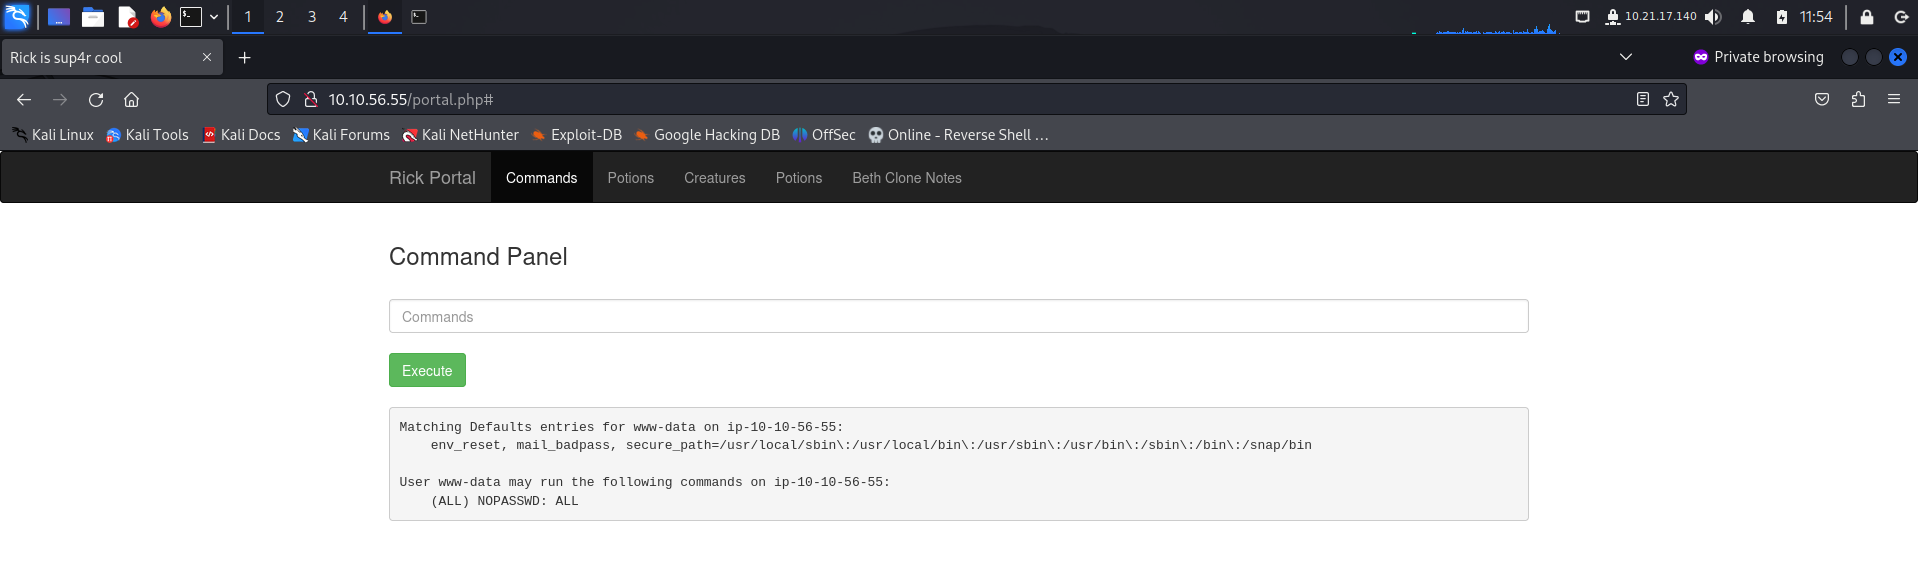 1 2 3 4 10.21.17.140 11:54
Rick is sup4r cool Private browsing
10.10.56.55/portal.php#
Kali Linux Kali Tools Kali Docs Kali Forums Kali NetHunter Exploit-DB Google Hacking DB OffSec Online - Reverse Shell …
Rick Portal Commands Potions Creatures Potions Beth Clone Notes
Command Panel
Commands
Execute
Matching Defaults entries for www-data on ip-10-10-56-55:
    env_reset, mail_badpass, secure_path=/usr/local/sbin\:/usr/local/bin\:/usr/sbin\:/usr/bin\:/sbin\:/bin\:/snap/bin
User www-data may run the following commands on ip-10-10-56-55:
    (ALL) NOPASSWD: ALL